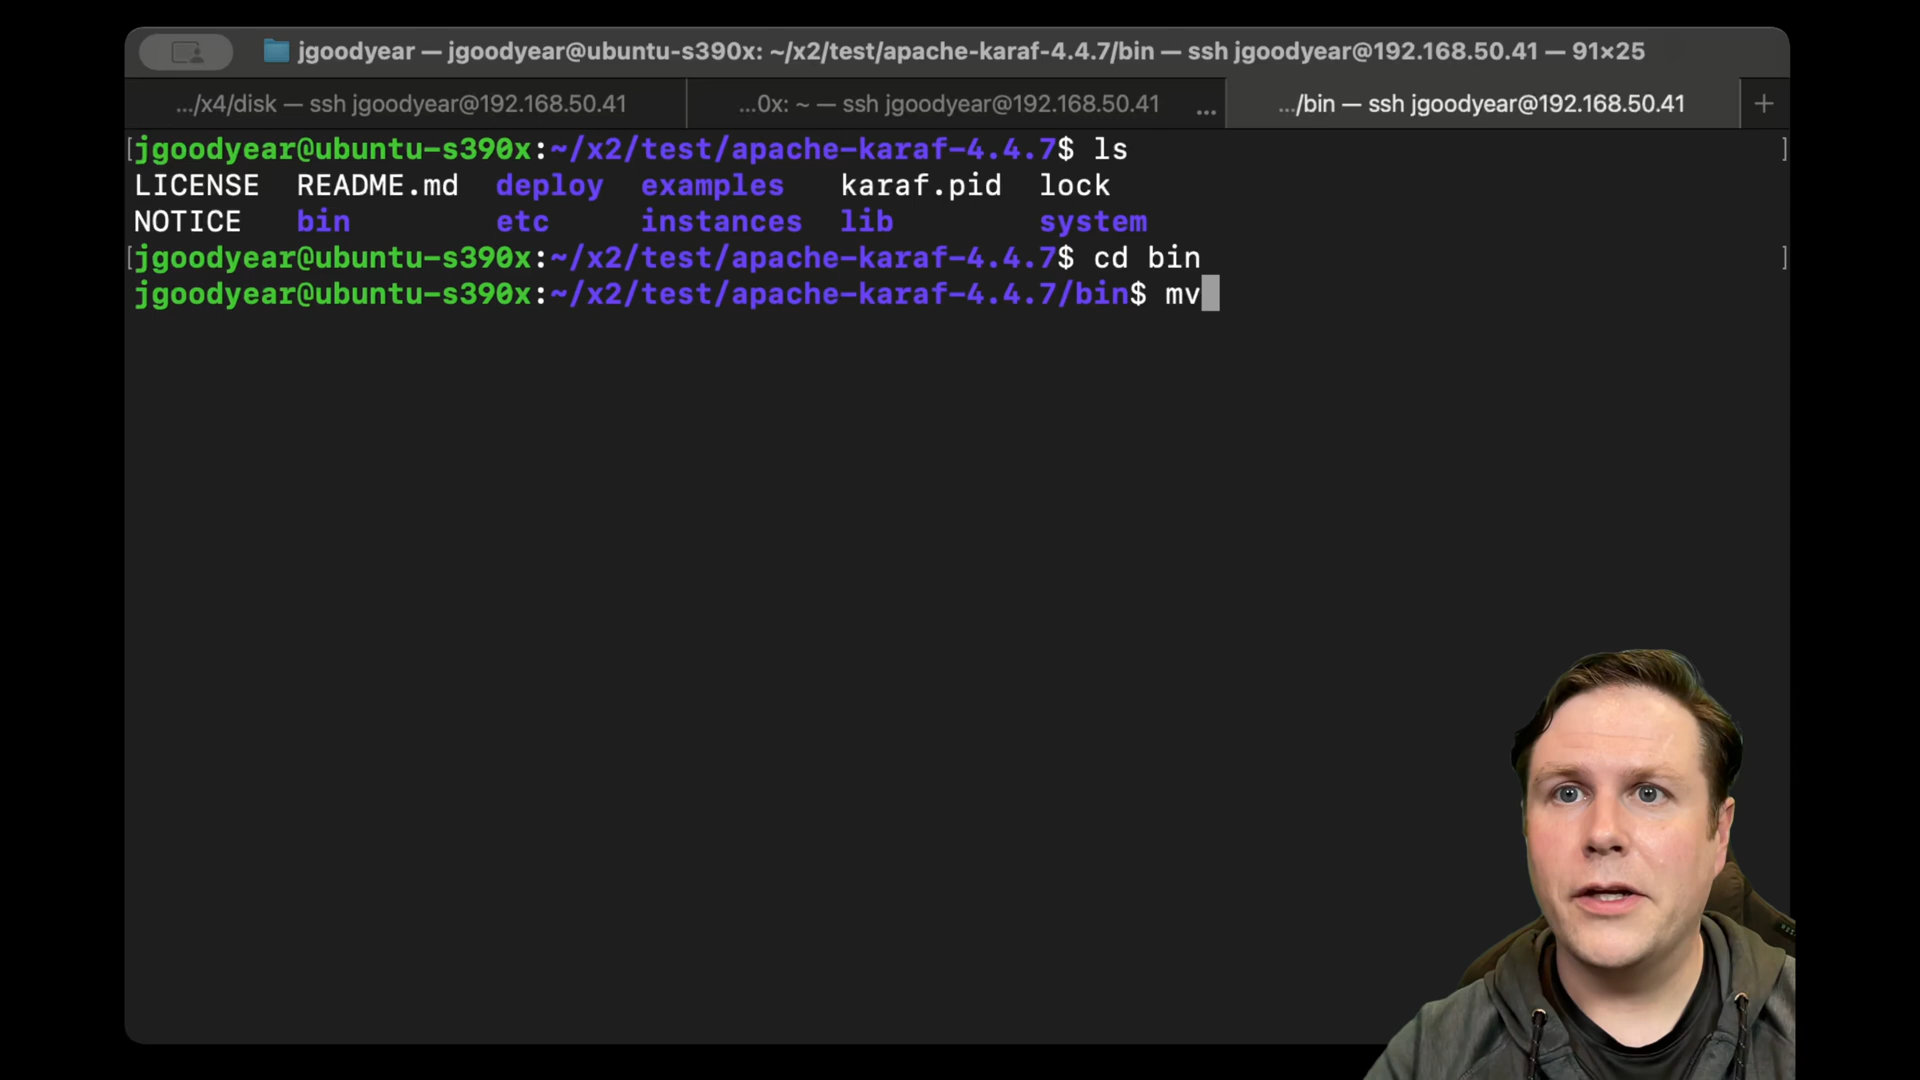 jgoodyear — jgoodyear@ubuntu-s390x: ~/x2/test/apache-karaf-4.4.7/bin — ssh jgoodyear@192.168.50.41 — 91×25
.../x4/disk — ssh jgoodyear@192.168.50.41
...0x: ~ — ssh jgoodyear@192.168.50.41 ...
.../bin — ssh jgoodyear@192.168.50.41 +
[jgoodyear@ubuntu-s390x:~/x2/test/apache-karaf-4.4.7$ ls ]
LICENSE README.md deploy examples karaf.pid lock
NOTICE bin etc instances lib system
[jgoodyear@ubuntu-s390x:~/x2/test/apache-karaf-4.4.7$ cd bin ]
jgoodyear@ubuntu-s390x:~/x2/test/apache-karaf-4.4.7/bin$ mv